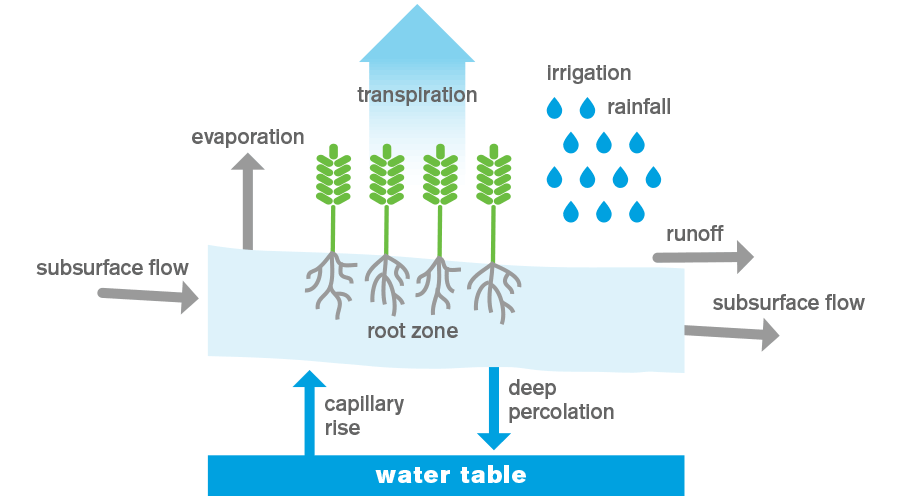 irrigation
transpiration
rainfall
evaporation
runoff
subsurface flow
subsurface flow
root zone
capillary
rise
deep
percolation
water table